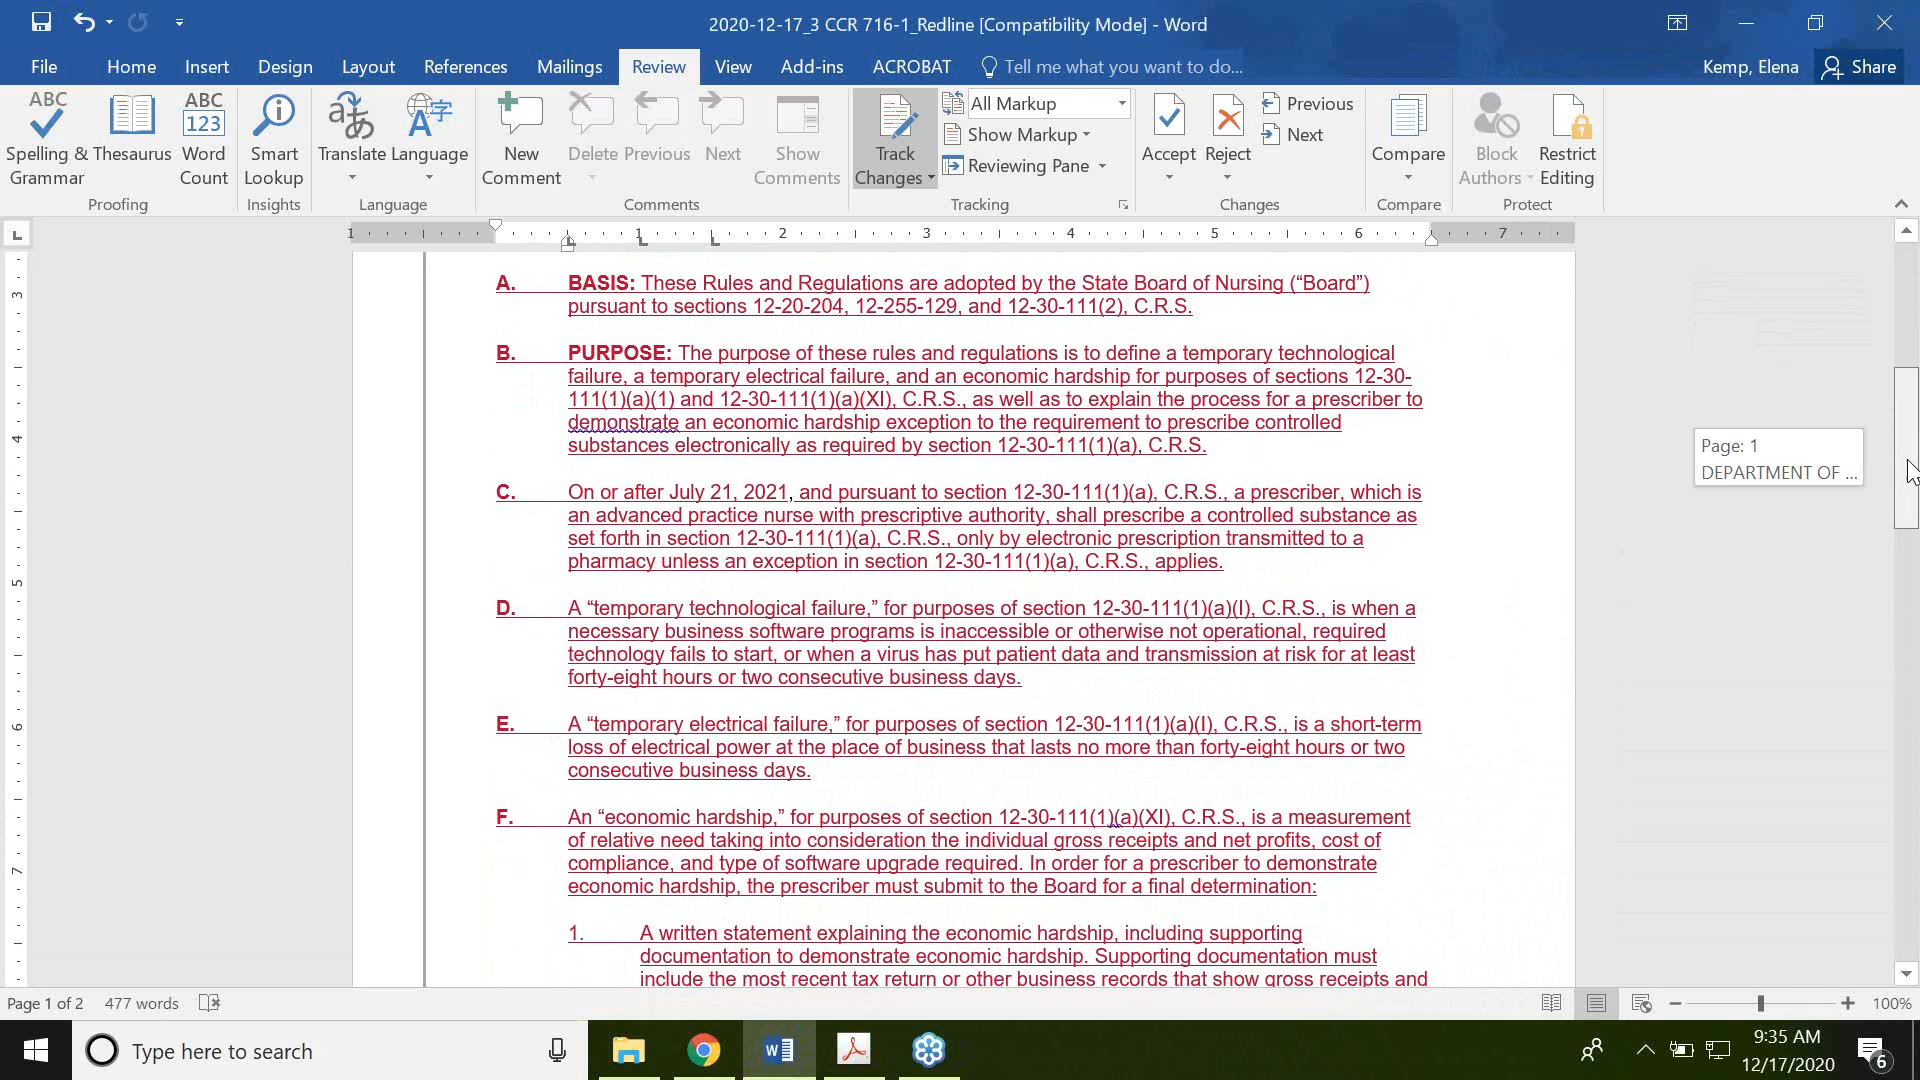 2020-12-17_3 CCR 716-1_Redline [Compatibility Mode] - Word
File Home Insert Design Layout References Mailings Review View Add-ins ACROBAT Tell me what you want to do... Kemp, Elena Share
ABC Spelling & Grammar
Thesaurus
ABC 123 Word Count
Proofing
Smart Lookup
Insights
Translate
Language
Language
New Comment
Delete
Previous
Next
Show Comments
Comments
Track Changes
All Markup
Show Markup
Reviewing Pane
Tracking
Accept
Reject
Previous
Next
Changes
Compare
Compare
Block Authors
Restrict Editing
Protect
1 1 2 3 4 5 6 7
3
4
5
6
7
A. BASIS: These Rules and Regulations are adopted by the State Board of Nursing (“Board”)
pursuant to sections 12-20-204, 12-255-129, and 12-30-111(2), C.R.S.
B. PURPOSE: The purpose of these rules and regulations is to define a temporary technological
failure, a temporary electrical failure, and an economic hardship for purposes of sections 12-30-
111(1)(a)(1) and 12-30-111(1)(a)(XI), C.R.S., as well as to explain the process for a prescriber to
demonstrate an economic hardship exception to the requirement to prescribe controlled
substances electronically as required by section 12-30-111(1)(a), C.R.S.
C. On or after July 21, 2021, and pursuant to section 12-30-111(1)(a), C.R.S., a prescriber, which is
an advanced practice nurse with prescriptive authority, shall prescribe a controlled substance as
set forth in section 12-30-111(1)(a), C.R.S., only by electronic prescription transmitted to a
pharmacy unless an exception in section 12-30-111(1)(a), C.R.S., applies.
D. A “temporary technological failure,” for purposes of section 12-30-111(1)(a)(I), C.R.S., is when a
necessary business software programs is inaccessible or otherwise not operational, required
technology fails to start, or when a virus has put patient data and transmission at risk for at least
forty-eight hours or two consecutive business days.
E. A “temporary electrical failure,” for purposes of section 12-30-111(1)(a)(I), C.R.S., is a short-term
loss of electrical power at the place of business that lasts no more than forty-eight hours or two
consecutive business days.
F. An “economic hardship,” for purposes of section 12-30-111(1)(a)(XI), C.R.S., is a measurement
of relative need taking into consideration the individual gross receipts and net profits, cost of
compliance, and type of software upgrade required. In order for a prescriber to demonstrate
economic hardship, the prescriber must submit to the Board for a final determination:
1. A written statement explaining the economic hardship, including supporting
documentation to demonstrate economic hardship. Supporting documentation must
include the most recent tax return or other business records that show gross receipts and
Page: 1
DEPARTMENT OF ...
Page 1 of 2 477 words 100%
Type here to search
9:35 AM
12/17/2020
6